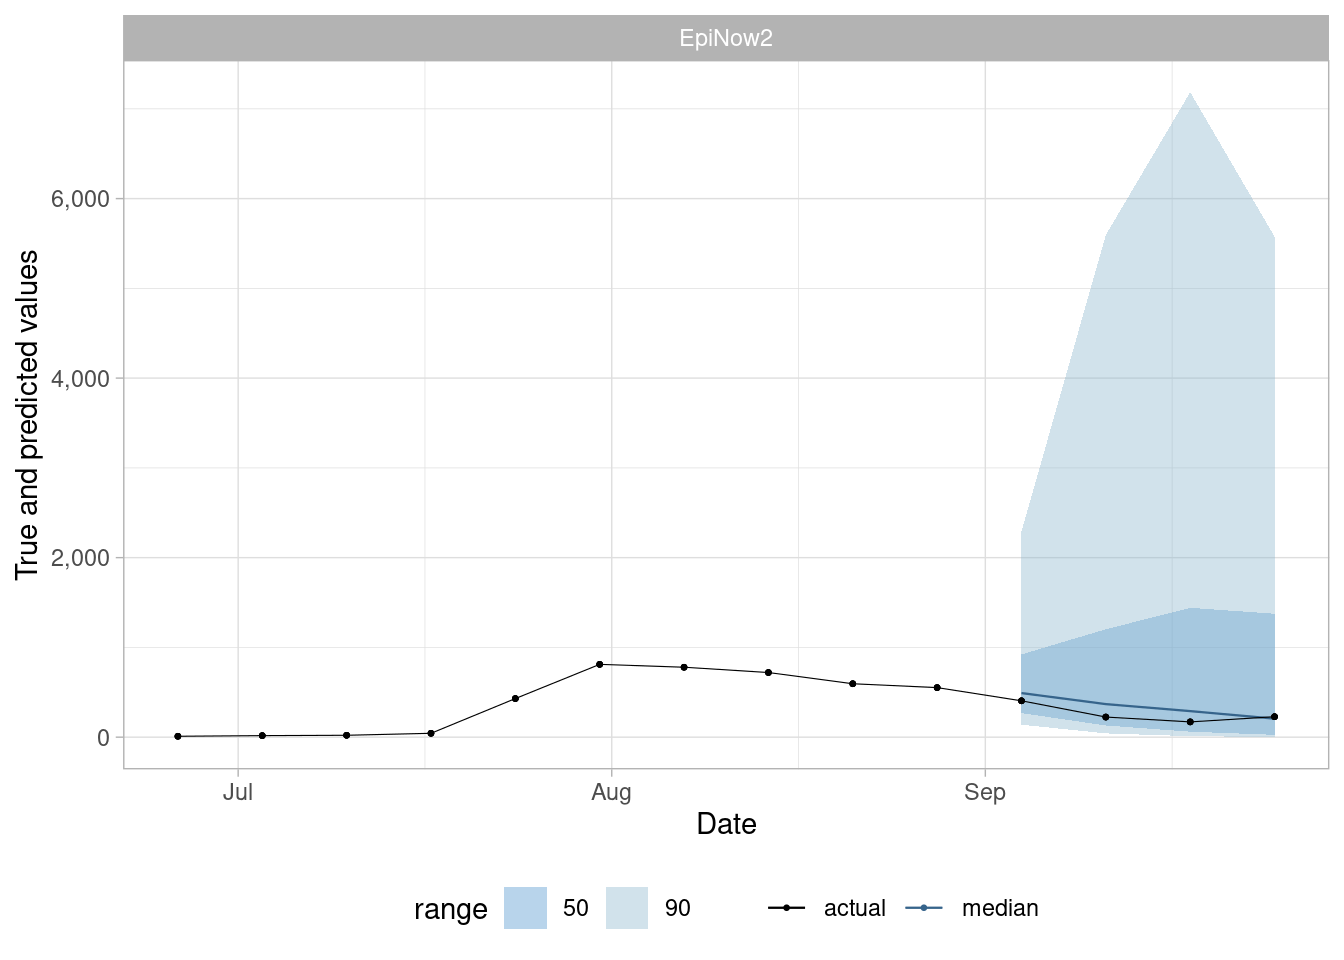 EpiNow2
True and predicted values
6,000
4,000
2,000
0
Jul Aug Sep
Date
range 50 90 actual median